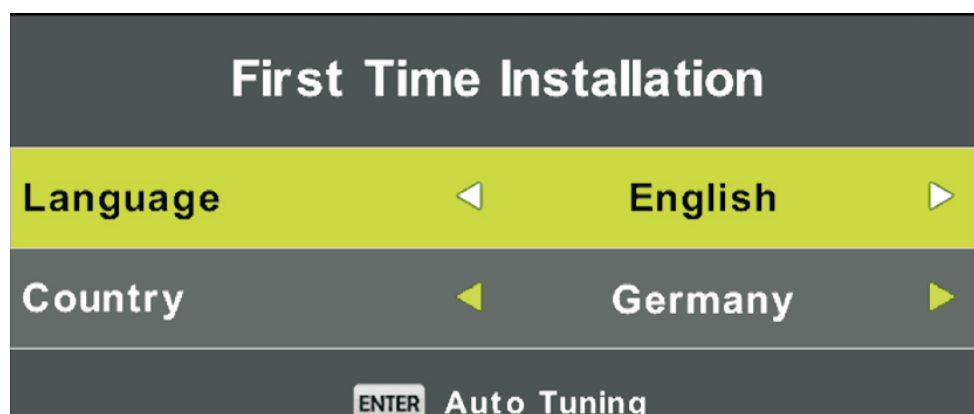 First Time Installation
Language English
Country Germany
ENTER Auto Tuning